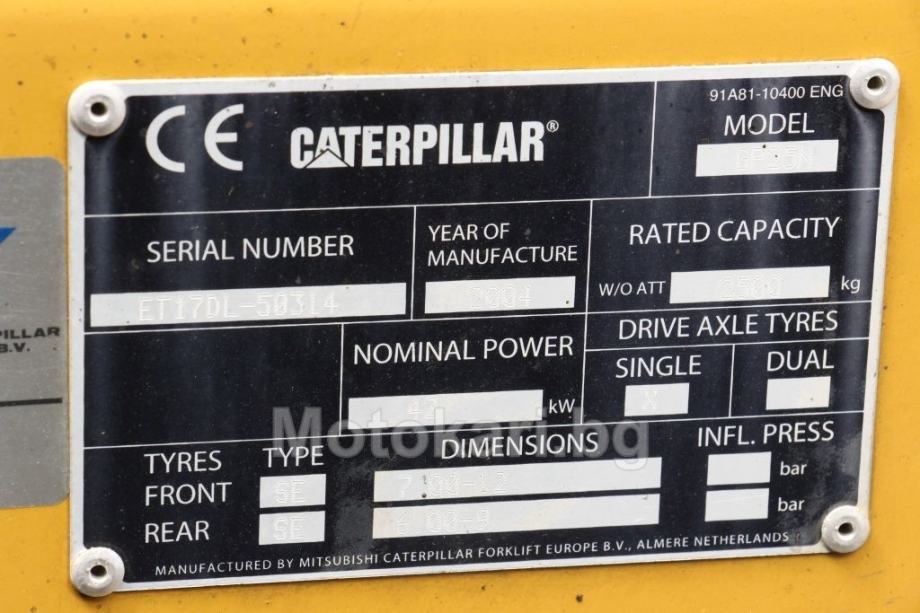 91A81-10400 ENG
CE CATERPILLAR®
MODEL
SERIAL NUMBER
ET17DL-50314
YEAR OF
MANUFACTURE
2004
RATED CAPACITY
W/O ATT 2500 kg
NOMINAL POWER
42 kW
DRIVE AXLE TYRES
SINGLE DUAL
X
TYRES TYPE DIMENSIONS INFL. PRESS
FRONT SE 7.00-12 bar
REAR SE 6.00-9 bar
MANUFACTURED BY MITSUBISHI CATERPILLAR FORKLIFT EUROPE B.V., ALMERE NETHERLANDS
PILLAR
B.V.
Motokari.bg